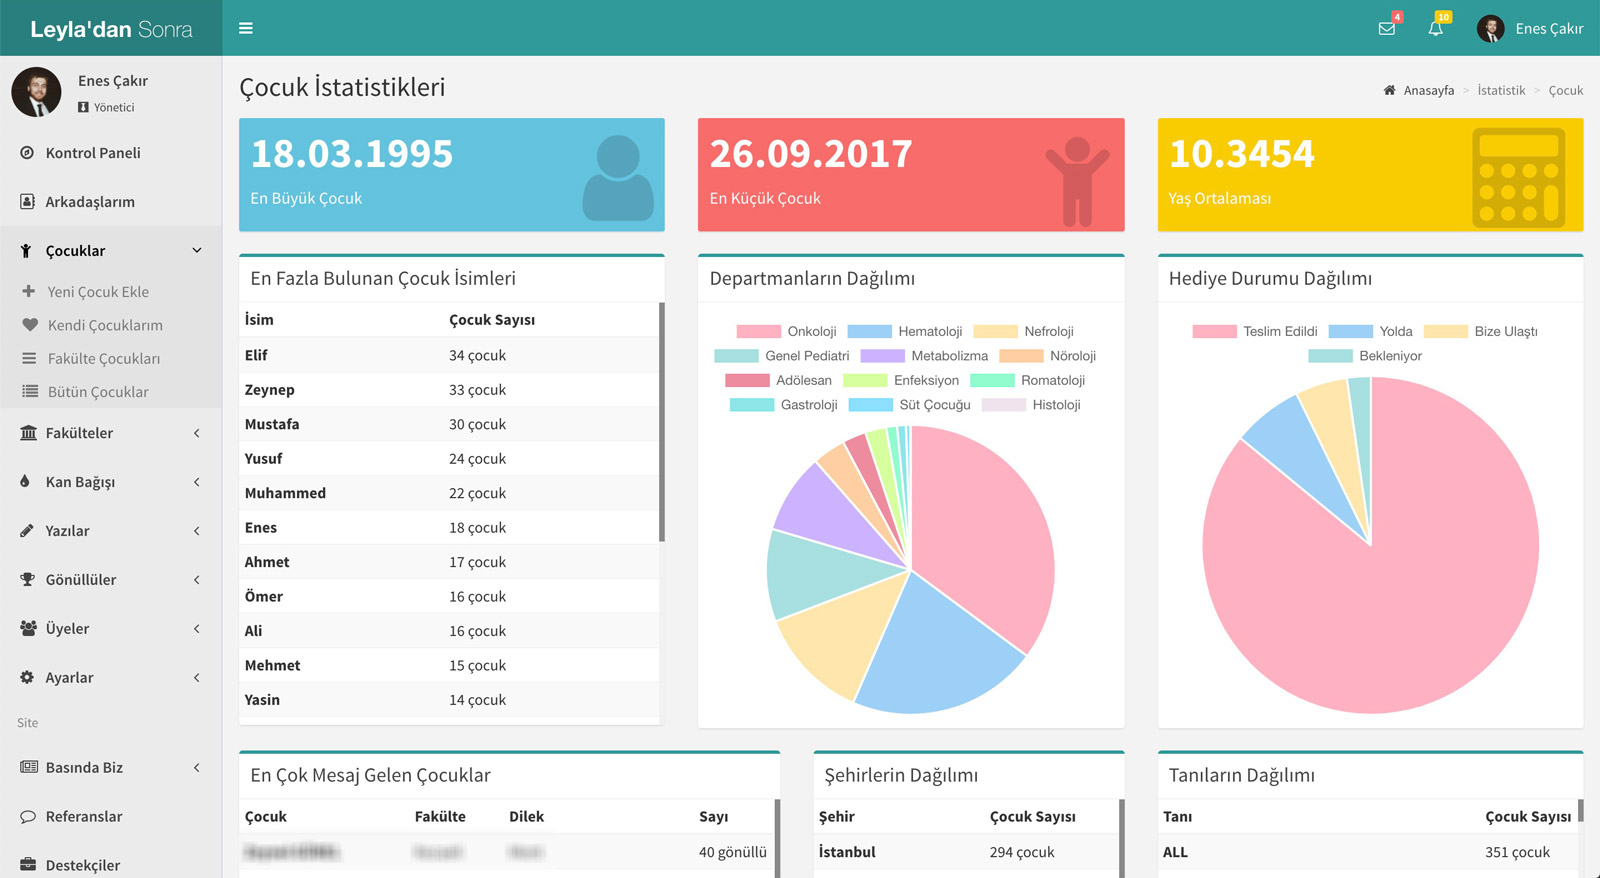 Leyla'dan Sonra
4
10
Enes Çakır
Enes Çakır
Yönetici
Kontrol Paneli
Arkadaşlarım
Çocuklar
Yeni Çocuk Ekle
Kendi Çocuklarım
Fakülte Çocukları
Bütün Çocuklar
Fakülteler
Kan Bağışı
Yazılar
Gönüllüler
Üyeler
Ayarlar
Site
Basında Biz
Referanslar
Destekçiler
Çocuk İstatistikleri
Anasayfa > İstatistik > Çocuk
18.03.1995
En Büyük Çocuk
26.09.2017
En Küçük Çocuk
10.3454
Yaş Ortalaması
En Fazla Bulunan Çocuk İsimleri
İsim Çocuk Sayısı
Elif 34 çocuk
Zeynep 33 çocuk
Mustafa 30 çocuk
Yusuf 24 çocuk
Muhammed 22 çocuk
Enes 18 çocuk
Ahmet 17 çocuk
Ömer 16 çocuk
Ali 16 çocuk
Mehmet 15 çocuk
Yasin 14 çocuk
Departmanların Dağılımı
Onkoloji Hematoloji Nefroloji
Genel Pediatri Metabolizma Nöroloji
Adölesan Enfeksiyon Romatoloji
Gastroloji Süt Çocuğu Histoloji
Hediye Durumu Dağılımı
Teslim Edildi Yolda Bize Ulaştı
Bekleniyor
En Çok Mesaj Gelen Çocuklar
Çocuk Fakülte Dilek Sayı
40 gönüllü
Şehirlerin Dağılımı
Şehir Çocuk Sayısı
İstanbul 294 çocuk
Tanıların Dağılımı
Tanı Çocuk Sayısı
ALL 351 çocuk